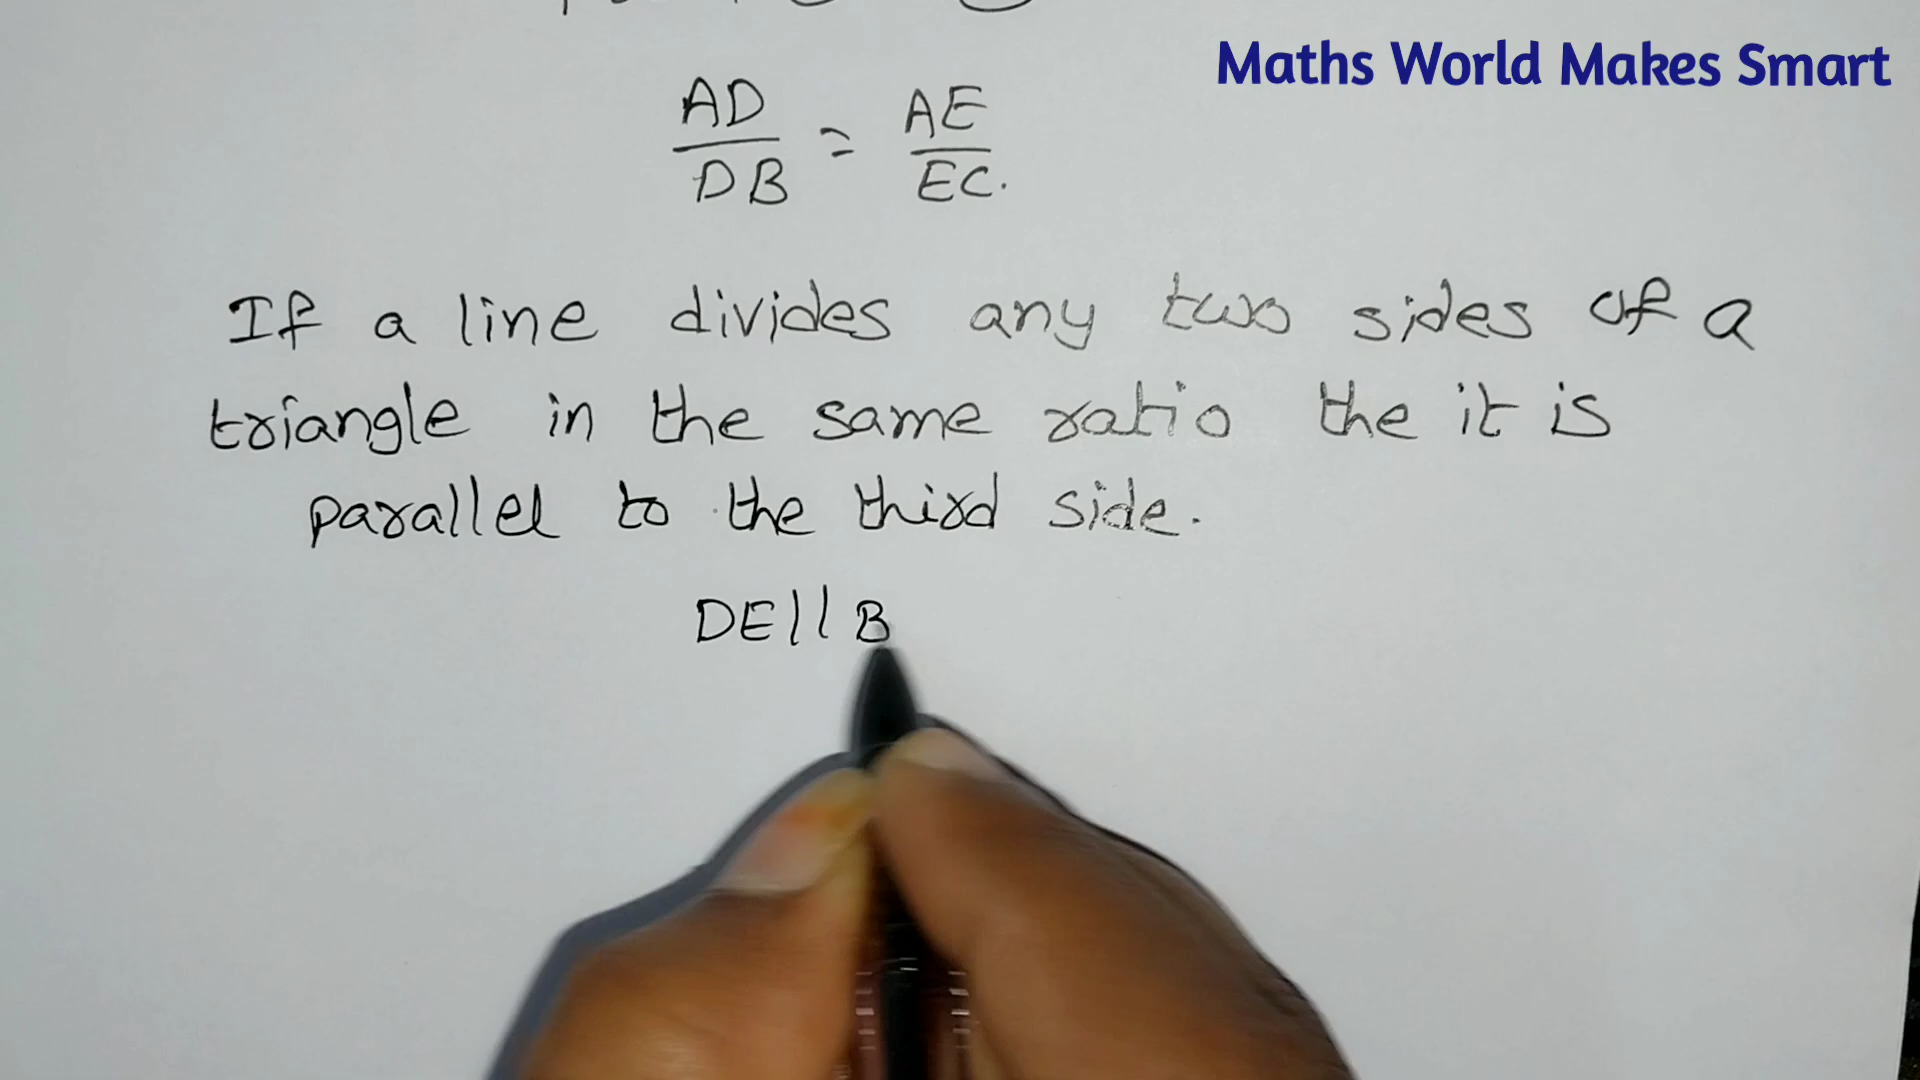 Maths World Makes Smart
AD/DB = AE/EC.
If a line divides any two sides of a
triangle in the same ratio the it is
parallel to the third side.
DE || B